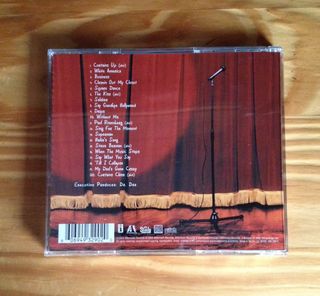 1. Curtains Up (skit)
2. White America
3. Business
4. Cleanin Out My Closet
5. Square Dance
6. The Kiss (skit)
7. Soldier
8. Say Goodbye Hollywood
9. Drips
10. Without Me
11. Paul Rosenberg (skit)
12. Sing For The Moment
13. Superman
14. Hailie's Song
15. Steve Berman (skit)
16. When The Music Stops
17. Say What You Say
18. 'Till I Collapse
19. My Dad's Gone Crazy
20. Curtains Close (skit)
Executive Producer: Dr. Dre